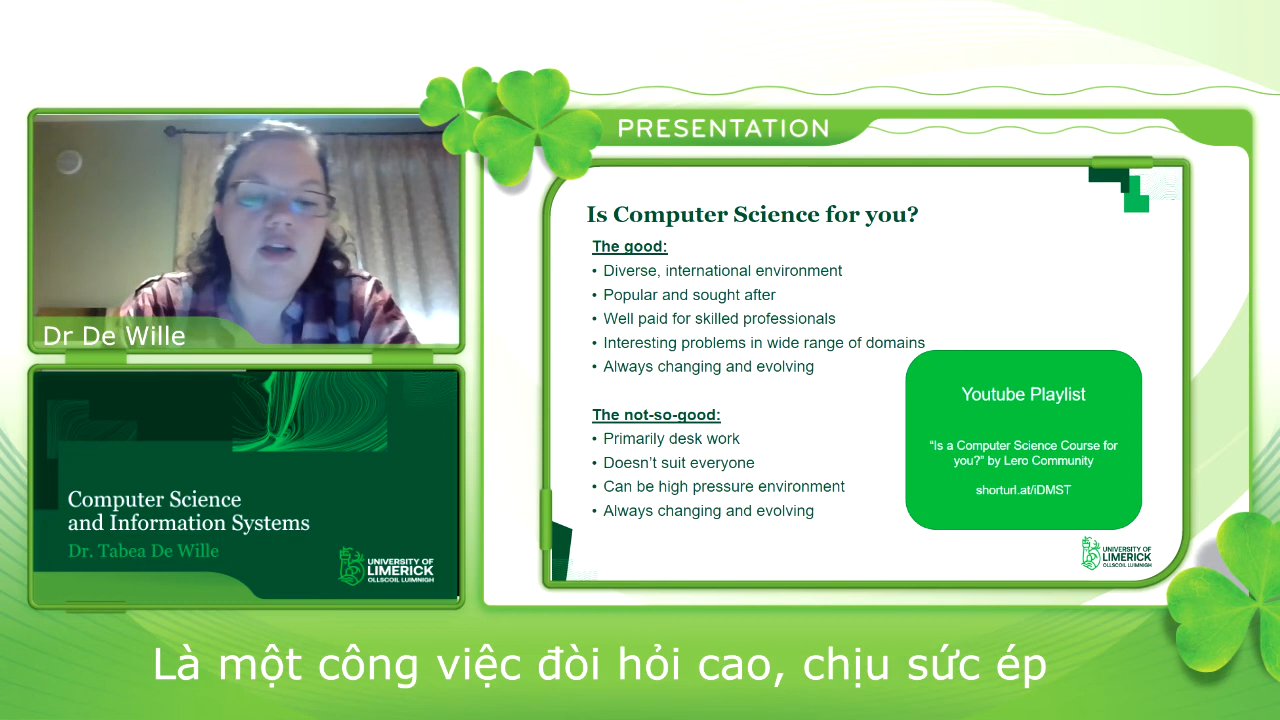 PRESENTATION
Dr De Wille
Computer Science
and Information Systems
Dr. Tabea De Wille
UNIVERSITY OF
LIMERICK
OLLSCOIL LUIMNIGH
Is Computer Science for you?
The good:
• Diverse, international environment
• Popular and sought after
• Well paid for skilled professionals
• Interesting problems in wide range of domains
• Always changing and evolving
The not-so-good:
• Primarily desk work
• Doesn't suit everyone
• Can be high pressure environment
• Always changing and evolving
Youtube Playlist
“Is a Computer Science Course for
you?” by Lero Community
shorturl.at/iDMST
UNIVERSITY OF
LIMERICK
OLLSCOIL LUIMNIGH
Là một công việc đòi hỏi cao, chịu sức ép